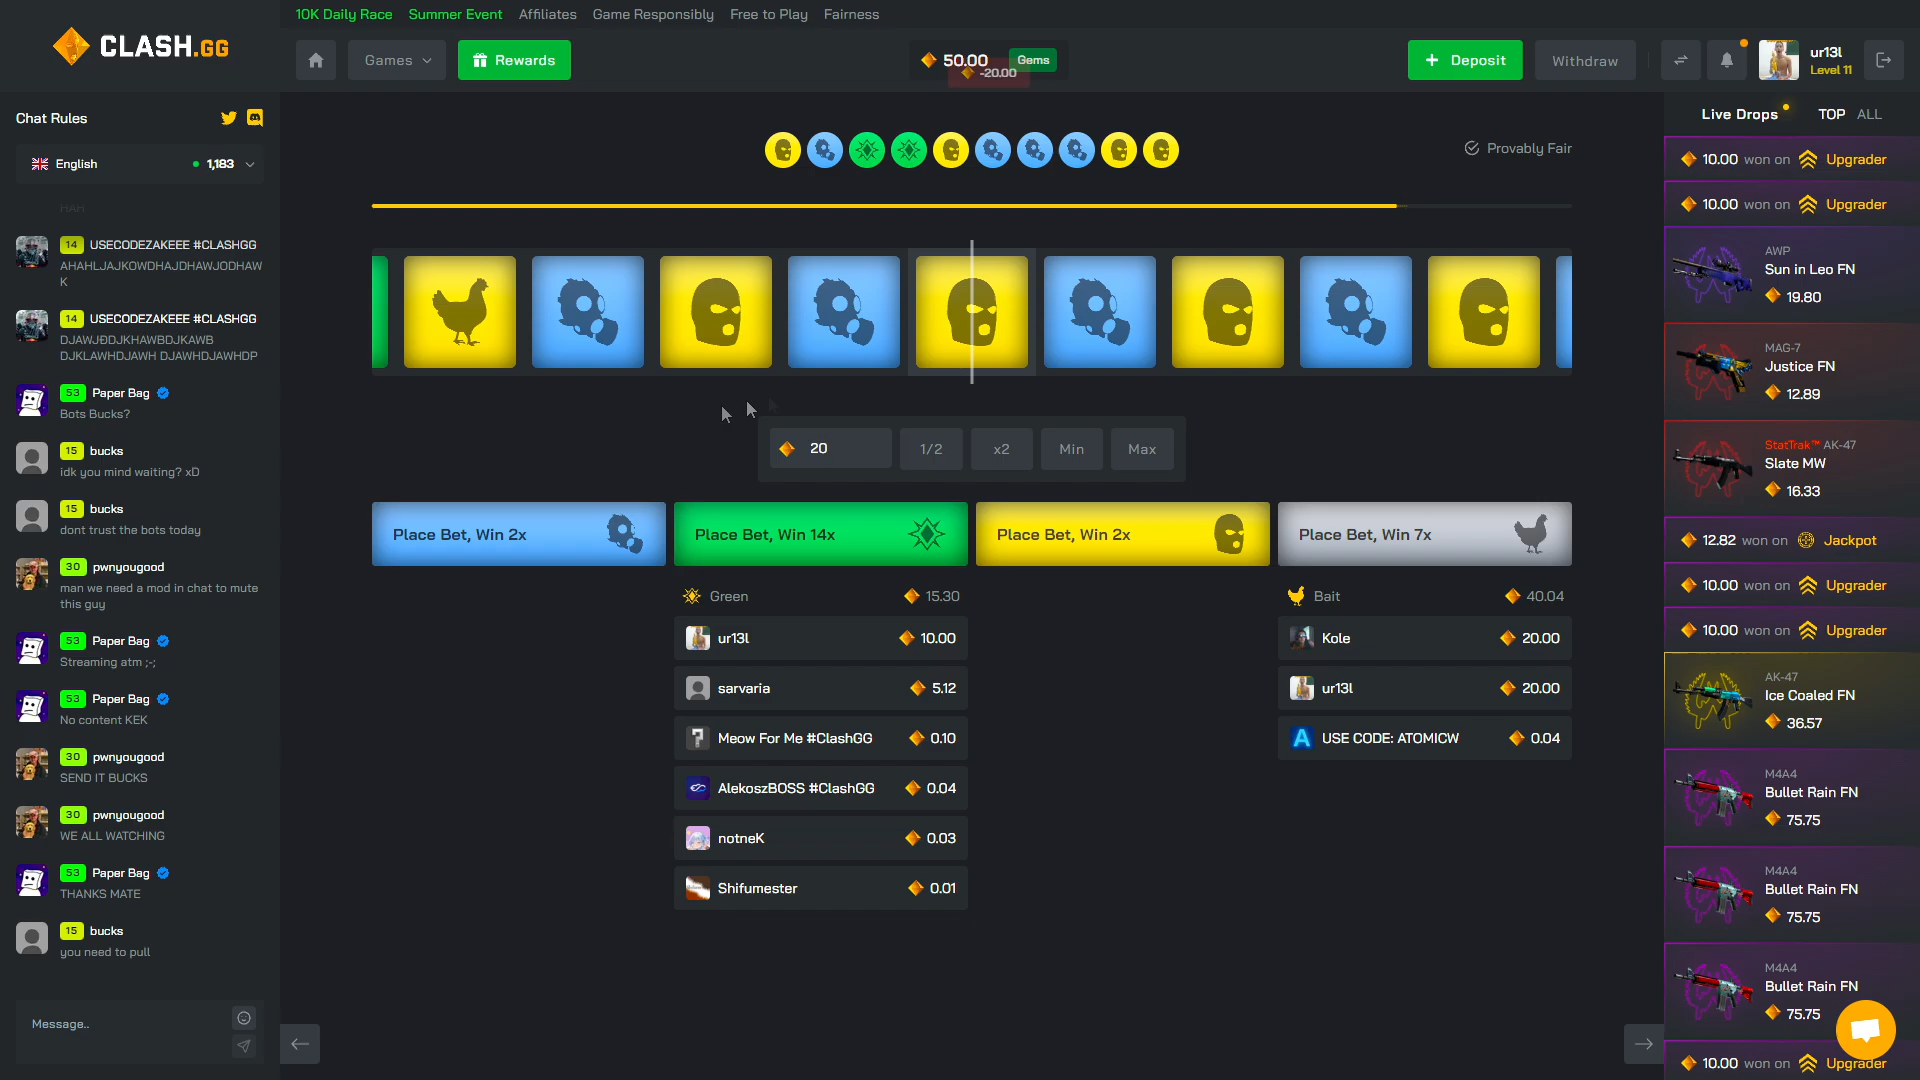 10K Daily Race
Summer Event
Affiliates
Game Responsibly
Free to Play
Fairness
CLASH.GG
Games
Rewards
50.00
Gems
-20.00
Deposit
Withdraw
ur13l
Level 11
Chat Rules
English
1,183
HAH
14 USECODEZAKEEE #CLASHGG
AHAHLJAJKOWDHAJDHAWJODHAW
K
14 USECODEZAKEEE #CLASHGG
DJAWJĐDJKHAWBDJKAWB
DJKLAWHDJAWH DJAWHDJAWHDP
53 Paper Bag
Bots Bucks?
15 bucks
idk you mind waiting? xD
15 bucks
dont trust the bots today
30 pwnyougood
man we need a mod in chat to mute
this guy
53 Paper Bag
Streaming atm ;-;
53 Paper Bag
No content KEK
30 pwnyougood
SEND IT BUCKS
30 pwnyougood
WE ALL WATCHING
53 Paper Bag
THANKS MATE
15 bucks
you need to pull
Message..
Provably Fair
20
1/2
x2
Min
Max
Place Bet, Win 2x
Place Bet, Win 14x
Place Bet, Win 2x
Place Bet, Win 7x
Green 15.30
ur13l 10.00
sarvaria 5.12
Meow For Me #ClashGG 0.10
AlekoszBOSS #ClashGG 0.04
notneK 0.03
Shifumester 0.01
Bait 40.04
Kole 20.00
ur13l 20.00
USE CODE: ATOMICW 0.04
Live Drops
TOP
ALL
10.00 won on Upgrader
10.00 won on Upgrader
AWP
Sun in Leo FN
19.80
MAG-7
Justice FN
12.89
StatTrak™ AK-47
Slate MW
16.33
12.82 won on Jackpot
10.00 won on Upgrader
10.00 won on Upgrader
AK-47
Ice Coaled FN
36.57
M4A4
Bullet Rain FN
75.75
M4A4
Bullet Rain FN
75.75
M4A4
Bullet Rain FN
75.75
10.00 won on Upgrader